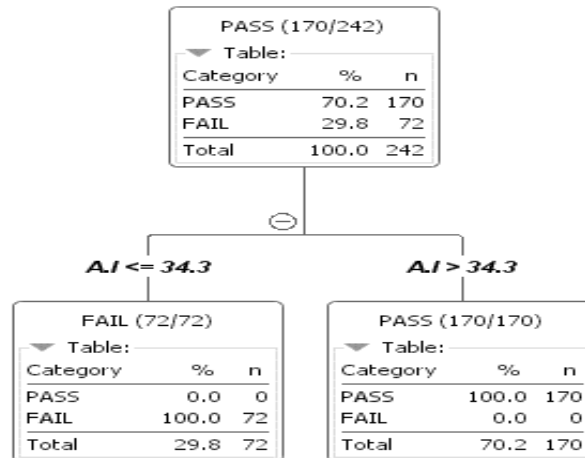 PASS (170/242)
Table:
Category % n
PASS 70.2 170
FAIL 29.8 72
Total 100.0 242
A.I <= 34.3
A.I > 34.3
FAIL (72/72)
Table:
Category % n
PASS 0.0 0
FAIL 100.0 72
Total 29.8 72
PASS (170/170)
Table:
Category % n
PASS 100.0 170
FAIL 0.0 0
Total 70.2 170